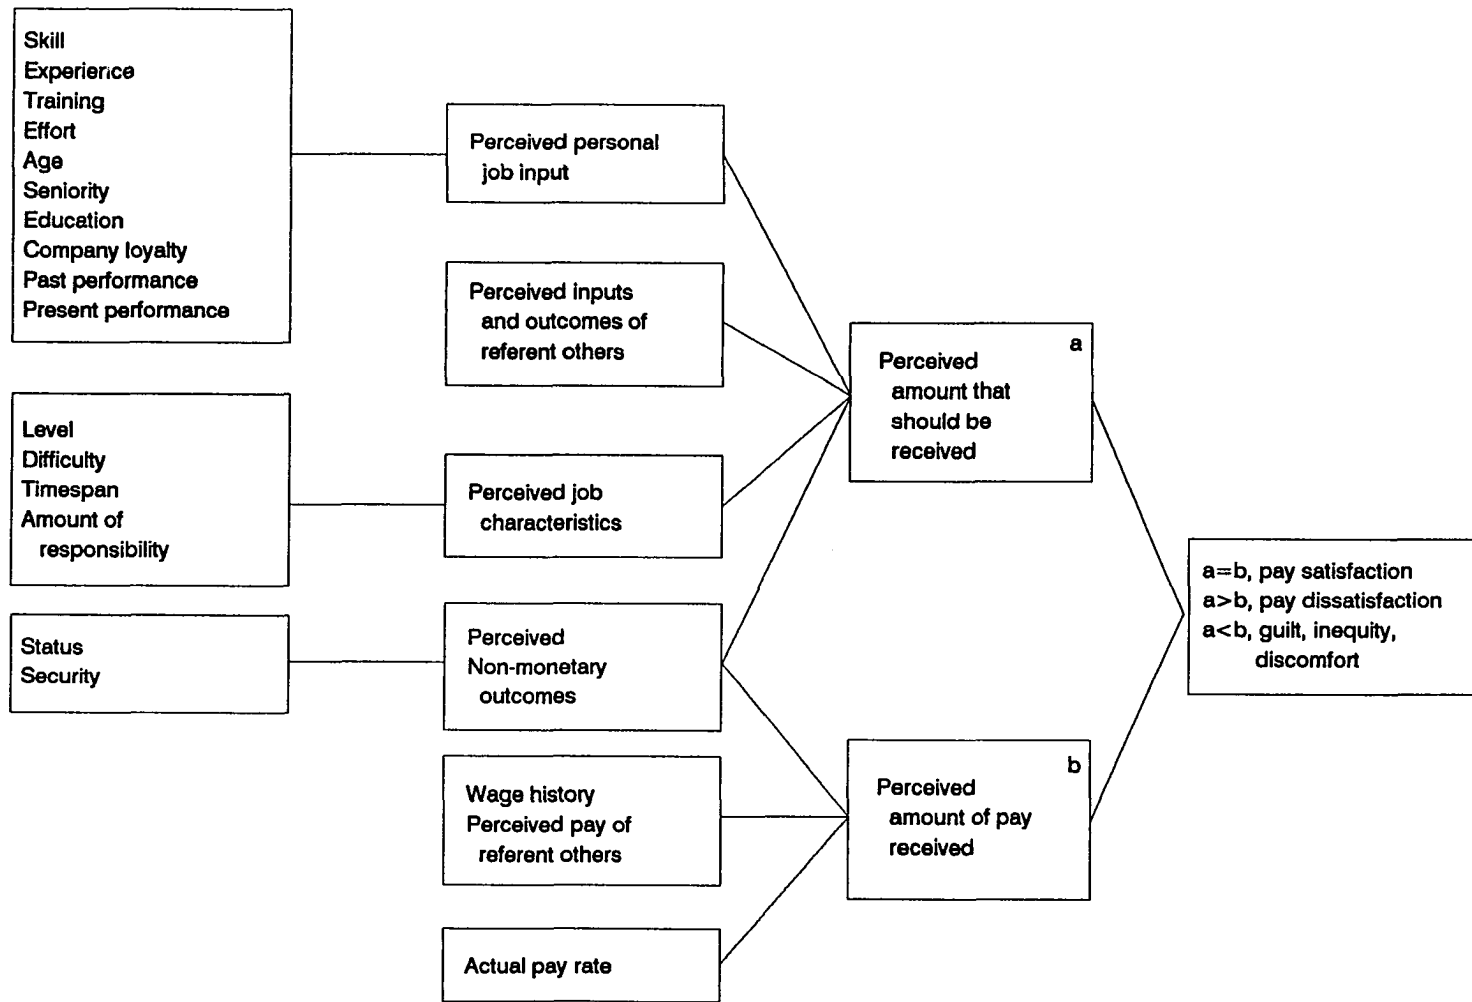 Skill
Experience
Training
Effort
Age
Seniority
Education
Company loyalty
Past performance
Present performance
Level
Difficulty
Timespan
Amount of
responsibility
Status
Security
Perceived personal
job input
Perceived inputs
and outcomes of
referent others
Perceived job
characteristics
Perceived
Non-monetary
outcomes
Wage history
Perceived pay of
referent others
Actual pay rate
a
Perceived
amount that
should be
received
b
Perceived
amount of pay
received
a=b, pay satisfaction
a>b, pay dissatisfaction
a<b, guilt, inequity,
discomfort